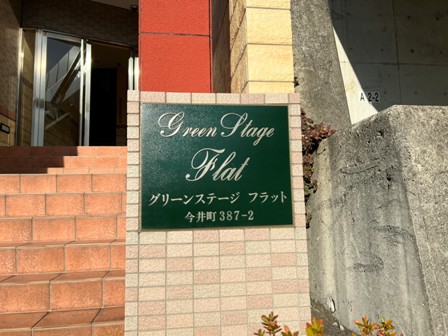 Green Stage
Flat
グリーンステージ フラット
今井町387-2
A 2-2